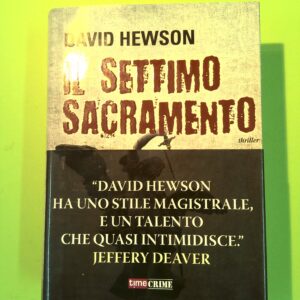 DAVID HEWSON
IL SETTIMO
SACRAMENTO
thriller
“DAVID HEWSON
HA UNO STILE MAGISTRALE,
E UN TALENTO
CHE QUASI INTIMIDISCE.”
JEFFERY DEAVER
time CRIME